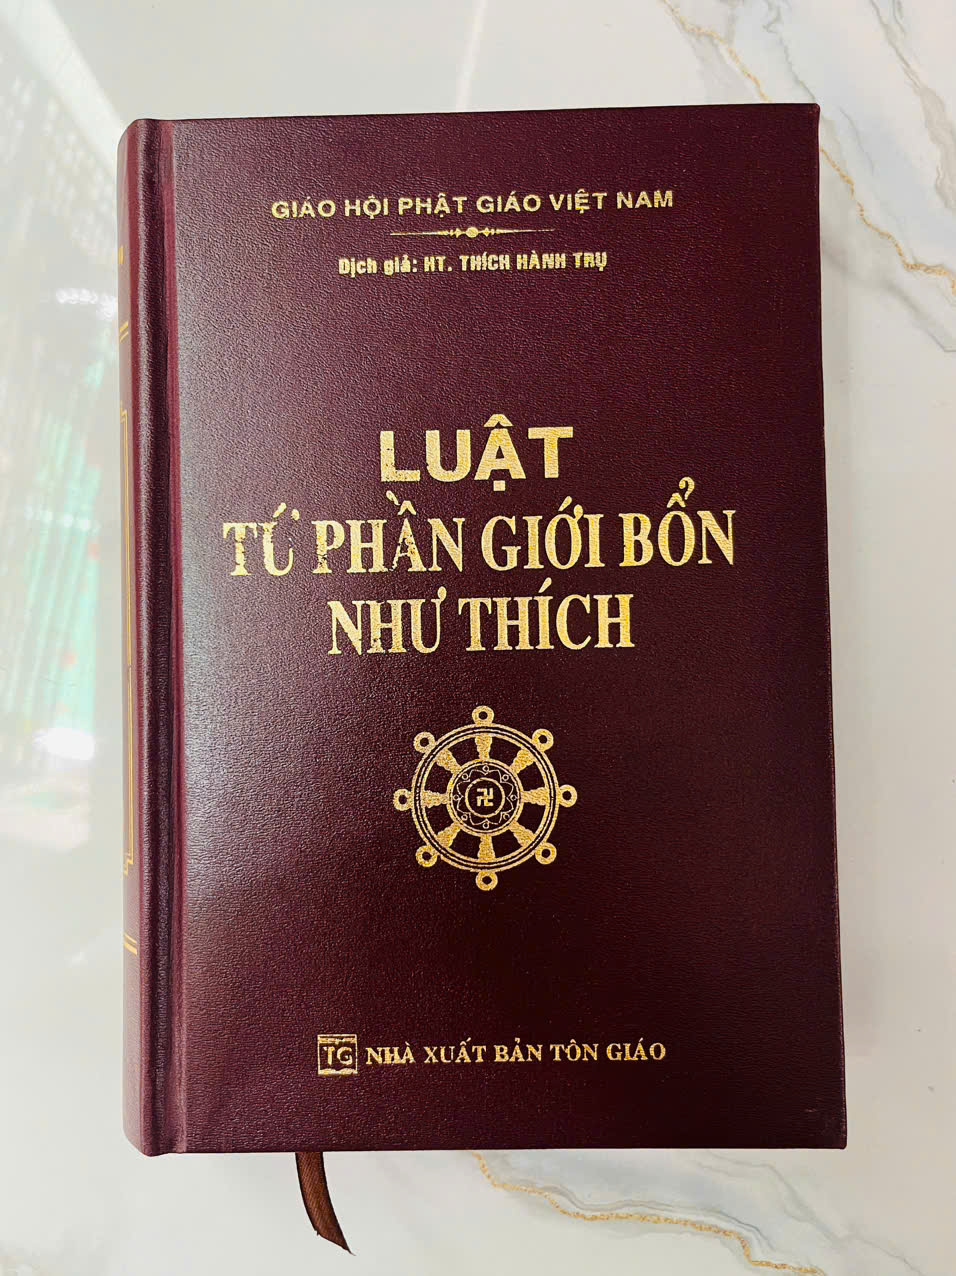 GIÁO HỘI PHẬT GIÁO VIỆT NAM
Dịch giả: HT. THÍCH HÀNH TRỤ
LUẬT
TỨ PHẦN GIỚI BỔN
NHƯ THÍCH
卍
TG NHÀ XUẤT BẢN TÔN GIÁO